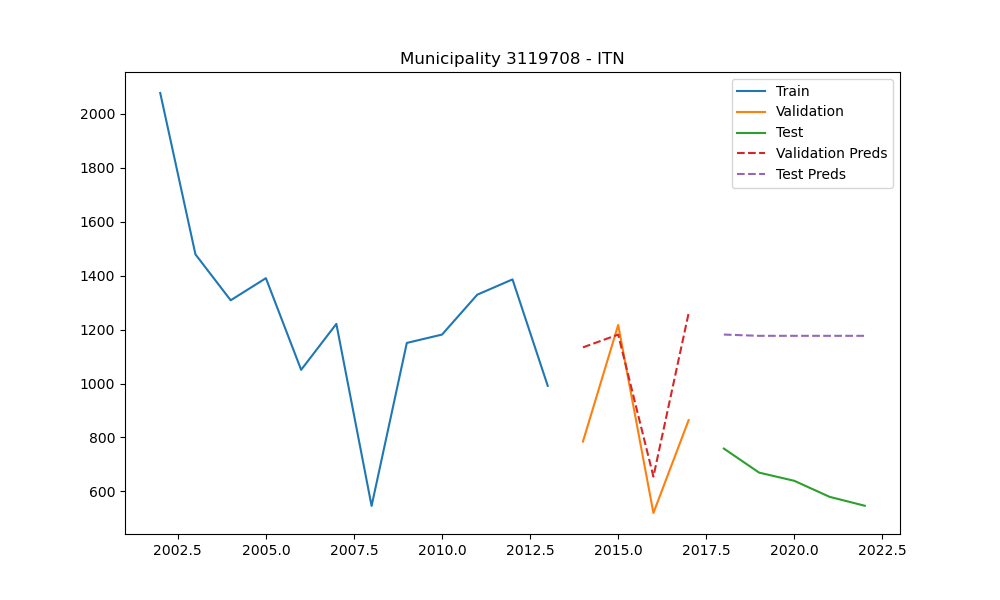 Municipality 3119708 - ITN
Train
Validation
Test
Validation Preds
Test Preds
2000
1800
1600
1400
1200
1000
800
600
2002.5 2005.0 2007.5 2010.0 2012.5 2015.0 2017.5 2020.0 2022.5